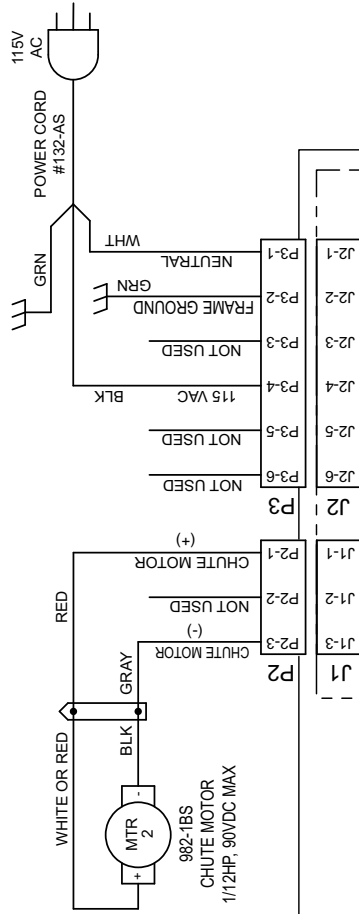 115V
AC
POWER CORD
#132-AS
GRN
WHT
NEUTRAL
GRN
FRAME GROUND
NOT USED
BLK
115 VAC
NOT USED
NOT USED
P3-1
P3-2
P3-3
P3-4
P3-5
P3-6
P3
J2-1
J2-2
J2-3
J2-4
J2-5
J2-6
J2
RED
(+)
CHUTE MOTOR
NOT USED
GRAY
(-)
CHUTE MOTOR
P2-1
P2-2
P2-3
P2
J1-1
J1-2
J1-3
J1
WHITE OR RED
BLK
+
MTR
2
-
982-1BS
CHUTE MOTOR
1/12HP, 90VDC MAX